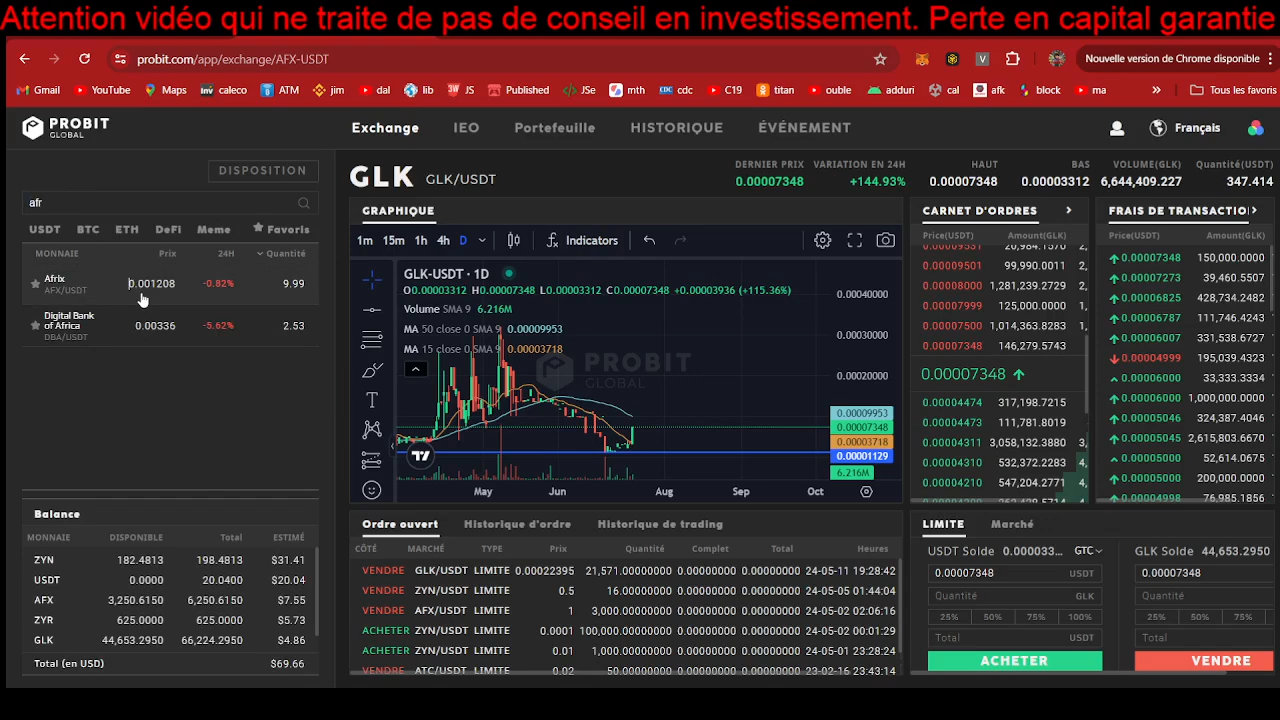 Attention vidéo qui ne traite de pas de conseil en investissement. Perte en capital garantie
probit.com/app/exchange/AFX-USDT
Nouvelle version de Chrome disponible
Gmail YouTube Maps caleco ATM jim dal lib JS Published JSe mth cdc C19 titan ouble adduri cal afk block ma » Tous les favoris
PROBIT GLOBAL
Exchange IEO Portefeuille HISTORIQUE ÉVÉNEMENT Français
DISPOSITION
afr
USDT BTC ETH DeFi Meme Favoris
MONNAIE Prix 24H Quantité
Afrix
AFX/USDT
0.001208 -0.82% 9.99
Digital Bank
of Africa
DBA/USDT
0.00336 -5.62% 2.53
Balance
MONNAIE DISPONIBLE Total ESTIMÉ
ZYN 182.4813 198.4813 $31.41
USDT 0.0000 20.0400 $20.04
AFX 3,250.6150 6,250.6150 $7.55
ZYR 625.0000 625.0000 $5.73
GLK 44,653.2950 66,224.2950 $4.86
Total (en USD) $69.66
GLK GLK/USDT
DERNIER PRIX VARIATION EN 24H HAUT BAS VOLUME(GLK) Quantité(USDT)
0.00007348 +144.93% 0.00007348 0.00003312 6,644,409.227 347.414
GRAPHIQUE
1m 15m 1h 4h D Indicators
GLK-USDT · 1D
O0.00003312 H0.00007348 L0.00003312 C0.00007348 +0.00003936 (+115.36%)
Volume SMA 9 6.216M
MA 50 close 0 SMA 9 0.00009953
MA 15 close 0 SMA 9 0.00003718
PROBIT
GLOBAL
0.00040000
0.00030000
0.00020000
0.00009953
0.00007348
0.00003718
0.00001129
6.216M
May Jun Aug Sep Oct
CARNET D'ORDRES
Price(USDT) Amount(GLK)
0.00009501 99,990.0011
0.00008000 1,281,239.2729
0.00007999 125,000.0000
0.00007500 1,014,363.8283
0.00007348 146,279.5743
0.00007348
0.00004474 317,198.7215
0.00004473 111,781.8019
0.00004311 3,058,132.3880
0.00004310 532,372.2283
0.00004210 547,204.2771
FRAIS DE TRANSACTIO
Price(USDT) Amount(GLK)
0.00007348 150,000.0000
0.00007273 39,460.5507
0.00006825 428,734.2482
0.00006787 111,746.4243
0.00006007 331,538.6727
0.00004999 195,039.4323
0.00006000 33,333.3334
0.00006000 1,000,000.0000
0.00005046 324,387.4046
0.00005045 2,615,803.6670
0.00005000 52,614.0675
0.00005000 200,000.0000
0.00004998 76,985.1856
Ordre ouvert Historique d'ordre Historique de trading
CÔTÉ MARCHÉ TYPE Prix Quantité Complet Total Heures
VENDRE GLK/USDT LIMITE 0.00022395 21,571.00000000 0.00000000 0.00000000 24-05-11 19:28:42
VENDRE ZYN/USDT LIMITE 0.5 16.00000000 0.00000000 0.00000000 24-05-05 01:44:04
VENDRE AFX/USDT LIMITE 1 3,000.00000000 0.00000000 0.00000000 24-05-02 02:06:16
ACHETER ZYN/USDT LIMITE 0.0001 100,000.00000000 0.00000000 0.00000000 24-05-02 00:01:29
ACHETER ZYN/USDT LIMITE 0.01 1,000.00000000 0.00000000 0.00000000 24-05-01 23:28:24
VENDRE ATC/USDT LIMITE 0.02 50.00000000 0.00000000 0.00000000 23-02-16 23:43:14
LIMITE Marché
USDT Solde 0.000033... GTC
0.00007348 USDT
Quantité GLK
25% 50% 75% 100%
Total USDT
ACHETER
GLK Solde 44,653.2950
0.00007348
Quantité
25% 50% 75%
Total
VENDRE